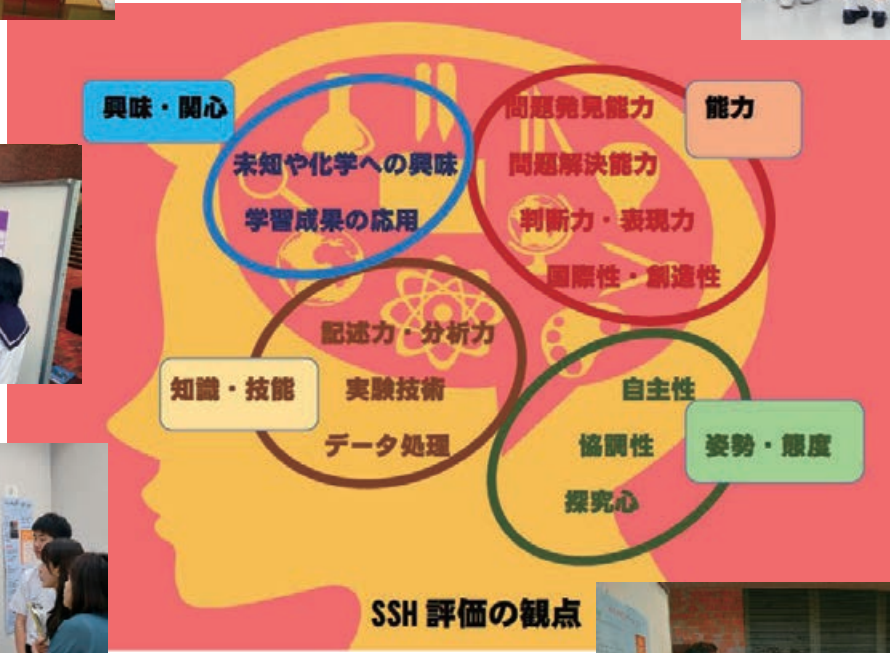 興味・関心
未知や化学への興味
学習成果の応用
能力
問題発見能力
問題解決能力
判断力・表現力
国際性・創造性
知識・技能
記述力・分析力
実験技術
データ処理
姿勢・態度
自主性
協調性
探究心
SSH 評価の観点